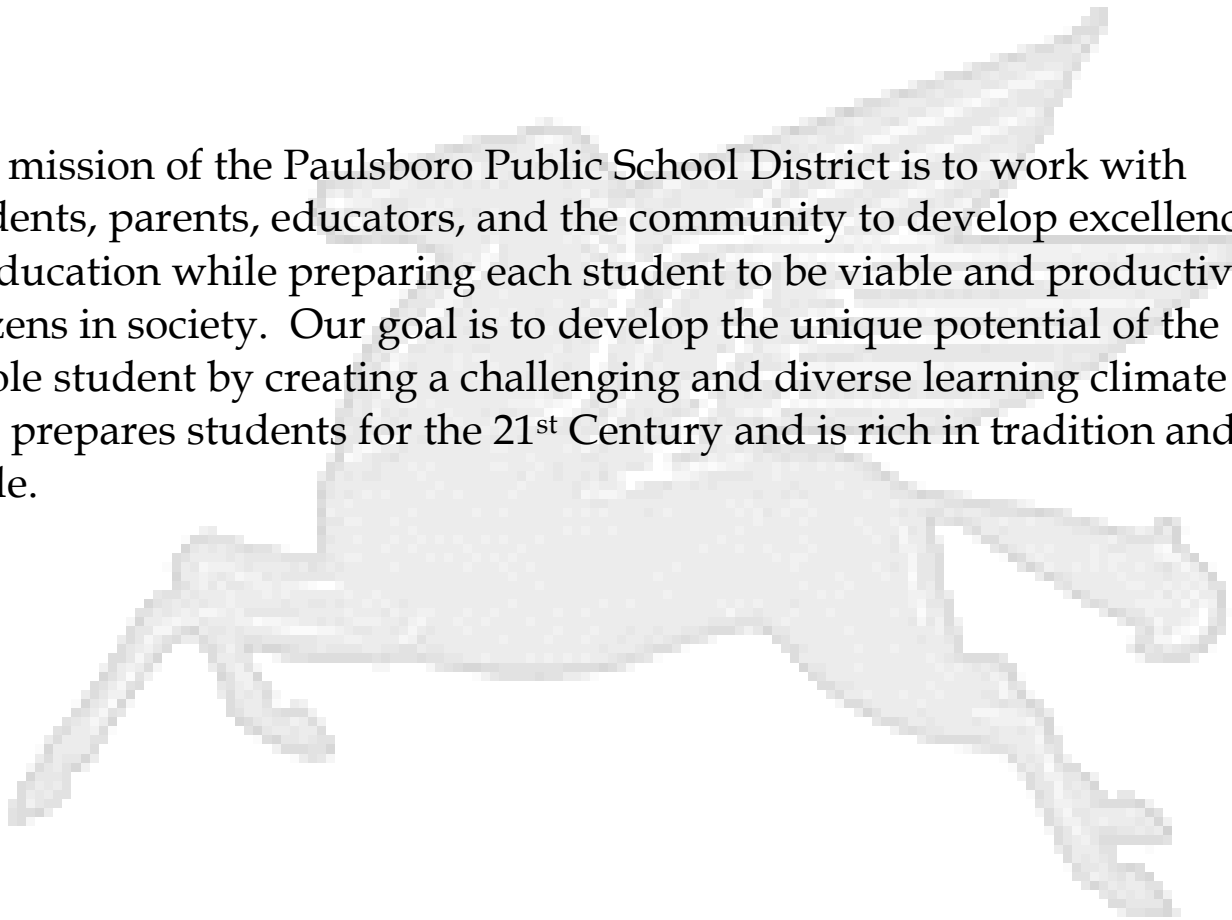 mission of the Paulsboro Public School District is to work with
dents, parents, educators, and the community to develop excellenc
ducation while preparing each student to be viable and productiv
zens in society.  Our goal is to develop the unique potential of the
ole student by creating a challenging and diverse learning climate
prepares students for the 21st Century and is rich in tradition and
le.